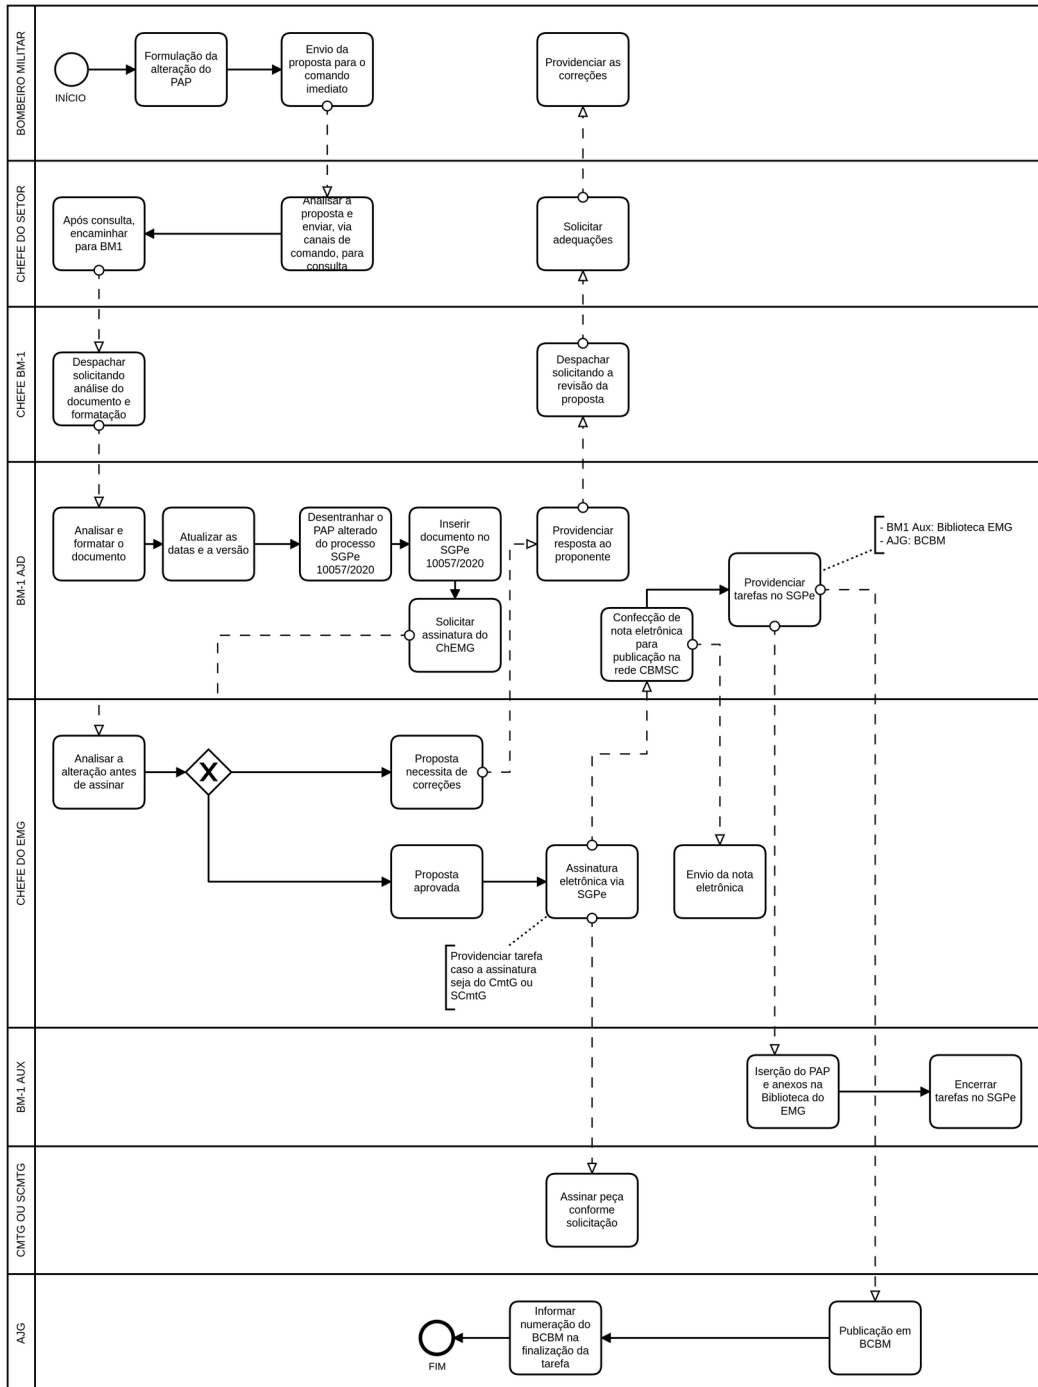 BOMBEIRO MILITAR
INÍCIO
Formulação da
alteração do
PAP
Envio da
proposta para o
comando
imediato
Providenciar as
correções
CHEFE DO SETOR
Após consulta,
encaminhar
para BM1
Analisar a
proposta e
enviar, via
canais de
comando, para
consulta
Solicitar
adequações
CHEFE BM-1
Despachar
solicitando
análise do
documento e
formatação
Despachar
solicitando a
revisão da
proposta
BM-1 AJD
Analisar e
formatar o
documento
Atualizar as
datas e a versão
Desentranhar o
PAP alterado
do processo
SGPe
10057/2020
Inserir
documento no
SGPe
10057/2020
Solicitar
assinatura do
ChEMG
Providenciar
resposta ao
proponente
Confecção de
nota eletrônica
para
publicação na
rede CBMSC
Providenciar
tarefas no SGPe
- BM1 Aux: Biblioteca EMG
- AJG: BCBM
CHEFE DO EMG
Analisar a
alteração antes
de assinar
X
Proposta
necessita de
correções
Proposta
aprovada
Assinatura
eletrônica via
SGPe
Envio da nota
eletrônica
Providenciar tarefa
caso a assinatura
seja do CmtG ou
SCmtG
BM-1 AUX
Iserção do PAP
e anexos na
Biblioteca do
EMG
Encerrar
tarefas no SGPe
CMTG OU SCMTG
Assinar peça
conforme
solicitação
AJG
FIM
Informar
numeração do
BCBM na
finalização da
tarefa
Publicação em
BCBM